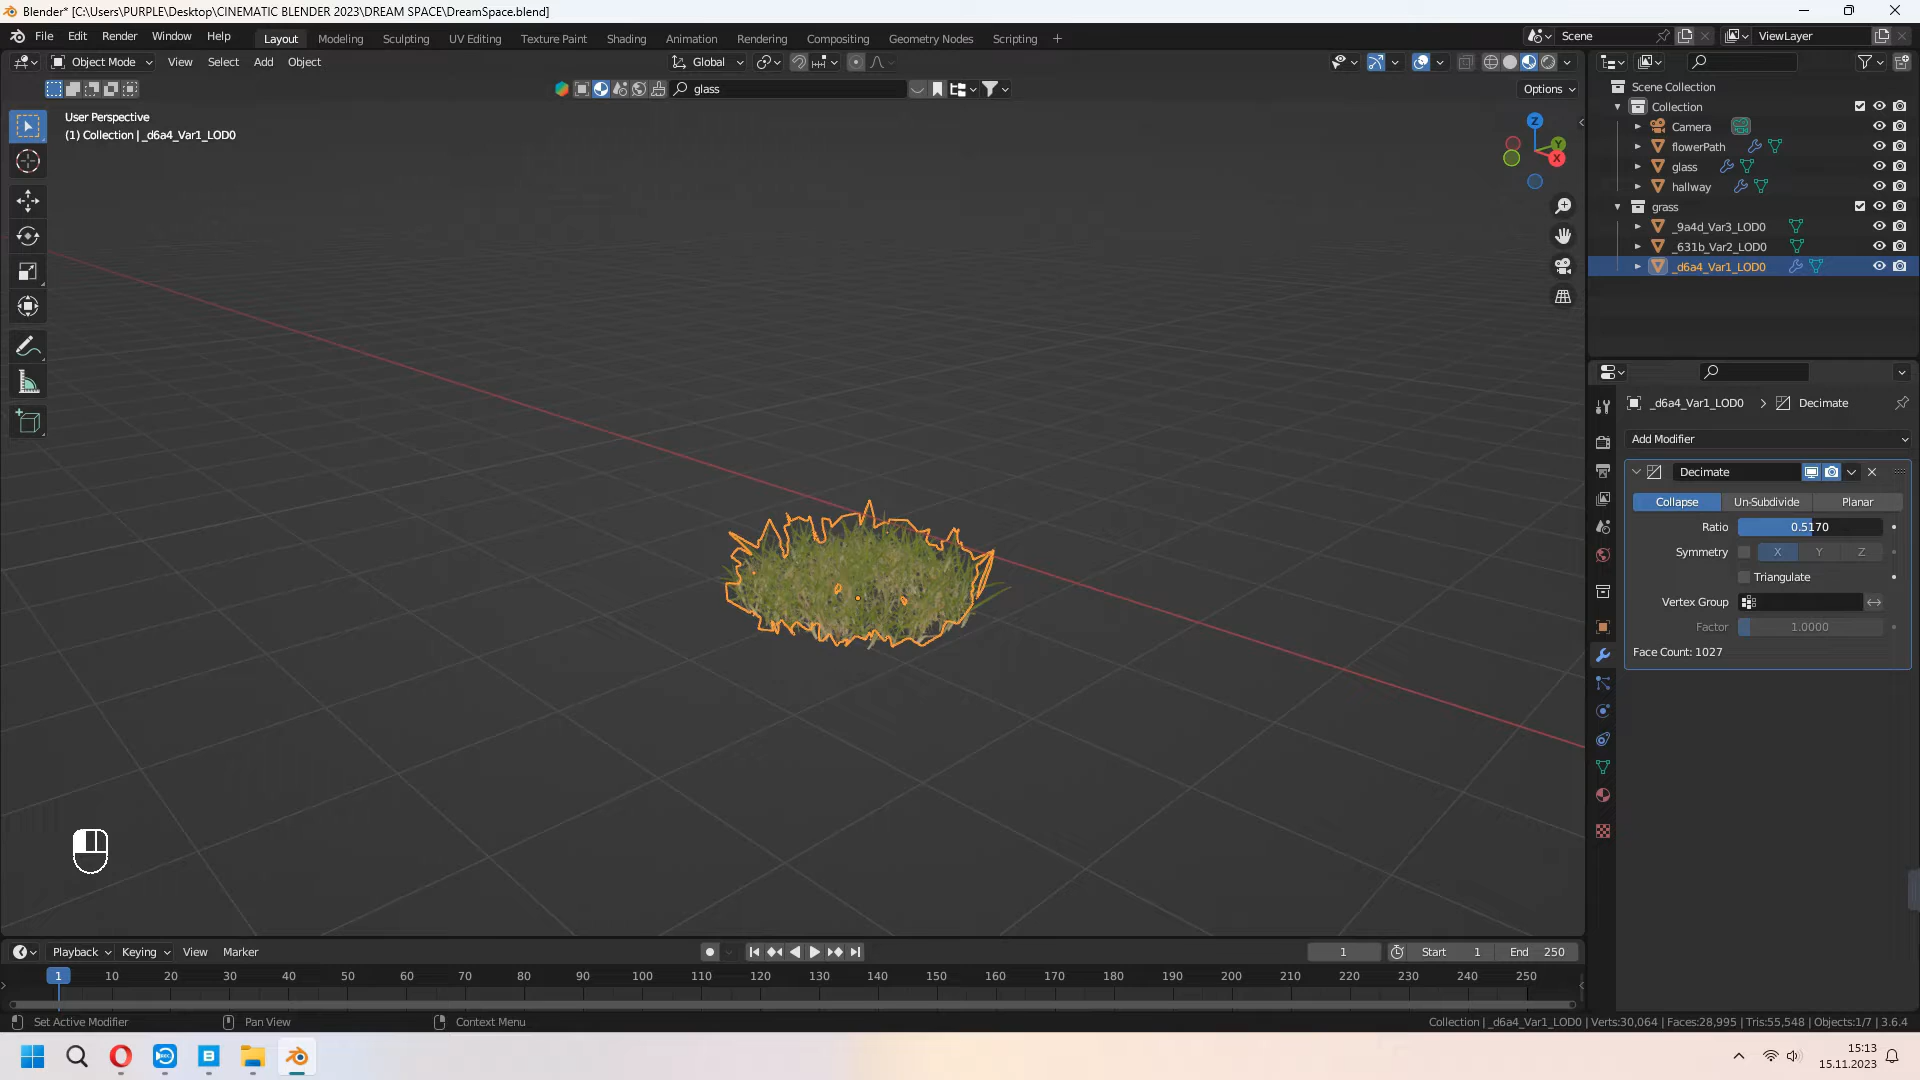 Blender* [C:\Users\PURPLE\Desktop\CINEMATIC BLENDER 2023\DREAM SPACE\DreamSpace.blend]
File Edit Render Window Help Layout Modeling Sculpting UV Editing Texture Paint Shading Animation Rendering Compositing Geometry Nodes Scripting + Scene ViewLayer
Object Mode View Select Add Object Global
glass Options
User Perspective
(1) Collection | _d6a4_Var1_LOD0
Z
Y
X
Scene Collection
Collection
Camera
flowerPath
glass
hallway
grass
_9a4d_Var3_LOD0
_631b_Var2_LOD0
_d6a4_Var1_LOD0
_d6a4_Var1_LOD0 > Decimate
Add Modifier
Decimate
Collapse Un-Subdivide Planar
Ratio 0.5170
Symmetry X Y Z
Triangulate
Vertex Group
Factor 1.0000
Face Count: 1027
Playback Keying View Marker 1 Start 1 End 250
1 10 20 30 40 50 60 70 80 90 100 110 120 130 140 150 160 170 180 190 200 210 220 230 240 250
Set Active Modifier Pan View Context Menu Collection | _d6a4_Var1_LOD0 | Verts:30,064 | Faces:28,995 | Tris:55,548 | Objects:1/7 | 3.6.4
REC B
15:13
15.11.2023